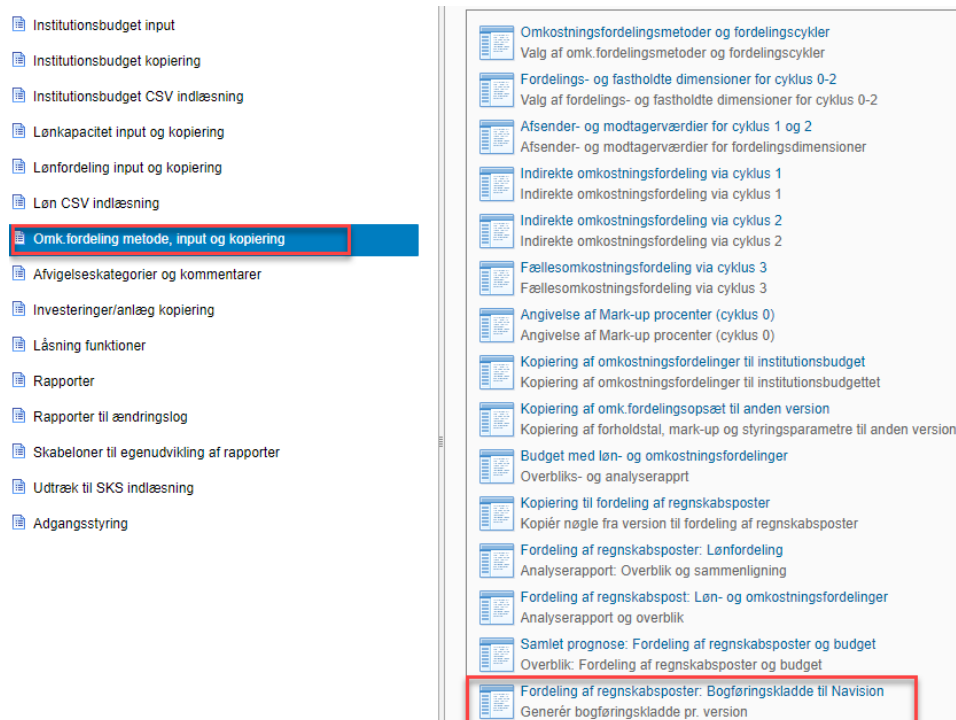 Institutionsbudget input
Institutionsbudget kopiering
Institutionsbudget CSV indlæsning
Lønkapacitet input og kopiering
Lønfordeling input og kopiering
Løn CSV indlæsning
Omk.fordeling metode, input og kopiering
Afvigelseskategorier og kommentarer
Investeringer/anlæg kopiering
Låsning funktioner
Rapporter
Rapporter til ændringslog
Skabeloner til egenudvikling af rapporter
Udtræk til SKS indlæsning
Adgangsstyring
Omkostningsfordelingsmetoder og fordelingscykler
Valg af omk.fordelingsmetoder og fordelingscykler
Fordelings- og fastholdte dimensioner for cyklus 0-2
Valg af fordelings- og fastholdte dimensioner for cyklus 0-2
Afsender- og modtagerværdier for cyklus 1 og 2
Afsender- og modtagerværdier for fordelingsdimensioner
Indirekte omkostningsfordeling via cyklus 1
Indirekte omkostningsfordeling via cyklus 1
Indirekte omkostningsfordeling via cyklus 2
Indirekte omkostningsfordeling via cyklus 2
Fællesomkostningsfordeling via cyklus 3
Fællesomkostningsfordeling via cyklus 3
Angivelse af Mark-up procenter (cyklus 0)
Angivelse af Mark-up procenter (cyklus 0)
Kopiering af omkostningsfordelinger til institutionsbudget
Kopiering af omkostningsfordelinger til institutionsbudgettet
Kopiering af omk.fordelingsopsæt til anden version
Kopiering af forholdstal, mark-up og styringsparametre til anden version
Budget med løn- og omkostningsfordelinger
Overbliks- og analyserapprt
Kopiering til fordeling af regnskabsposter
Kopiér nøgle fra version til fordeling af regnskabsposter
Fordeling af regnskabsposter: Lønfordeling
Analyserapport: Overblik og sammenligning
Fordeling af regnskabspost: Løn- og omkostningsfordelinger
Analyserapport og overblik
Samlet prognose: Fordeling af regnskabsposter og budget
Overblik: Fordeling af regnskabsposter og budget
Fordeling af regnskabsposter: Bogføringskladde til Navision
Generér bogføringskladde pr. version